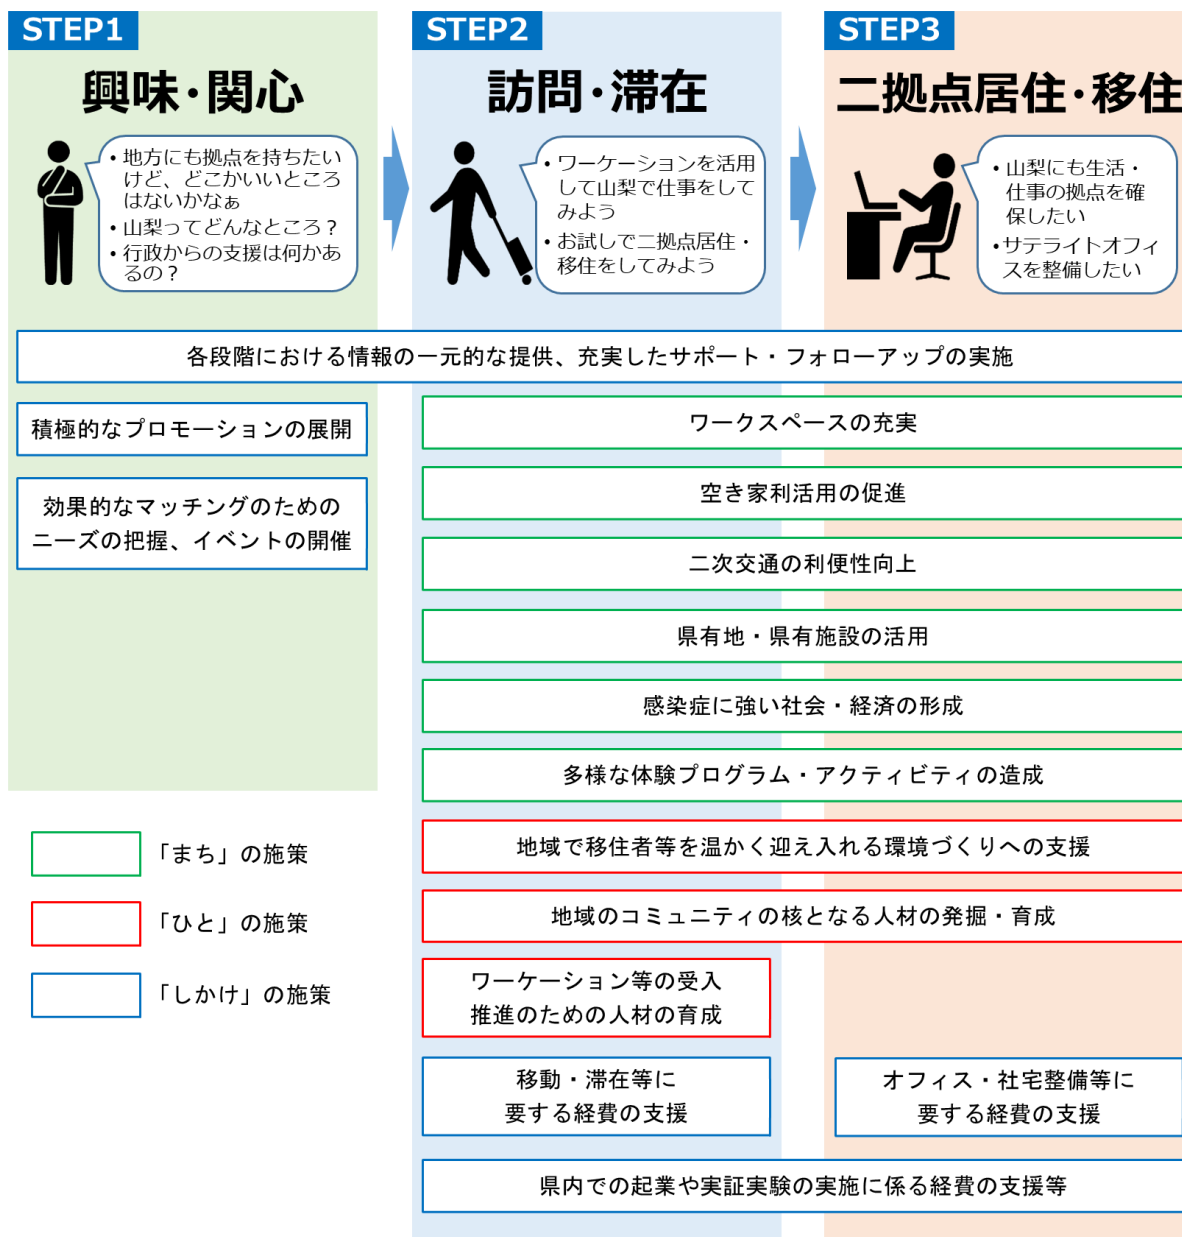 STEP1
興味・関心
・地方にも拠点を持ちたい
けど、どこかいいところ
はないかなぁ
・山梨ってどんなところ？
・行政からの支援は何かあ
るの？
STEP2
訪問・滞在
・ワーケーションを活用
して山梨で仕事をして
みよう
・お試しで二拠点居住・
移住をしてみよう
STEP3
二拠点居住・移住
・山梨にも生活・
仕事の拠点を確
保したい
・サテライトオフィ
スを整備したい
各段階における情報の一元的な提供、充実したサポート・フォローアップの実施
積極的なプロモーションの展開
効果的なマッチングのための
ニーズの把握、イベントの開催
ワークスペースの充実
空き家利活用の促進
二次交通の利便性向上
県有地・県有施設の活用
感染症に強い社会・経済の形成
多様な体験プログラム・アクティビティの造成
地域で移住者等を温かく迎え入れる環境づくりへの支援
地域のコミュニティの核となる人材の発掘・育成
ワーケーション等の受入
推進のための人材の育成
移動・滞在等に
要する経費の支援
オフィス・社宅整備等に
要する経費の支援
県内での起業や実証実験の実施に係る経費の支援等
「まち」の施策
「ひと」の施策
「しかけ」の施策